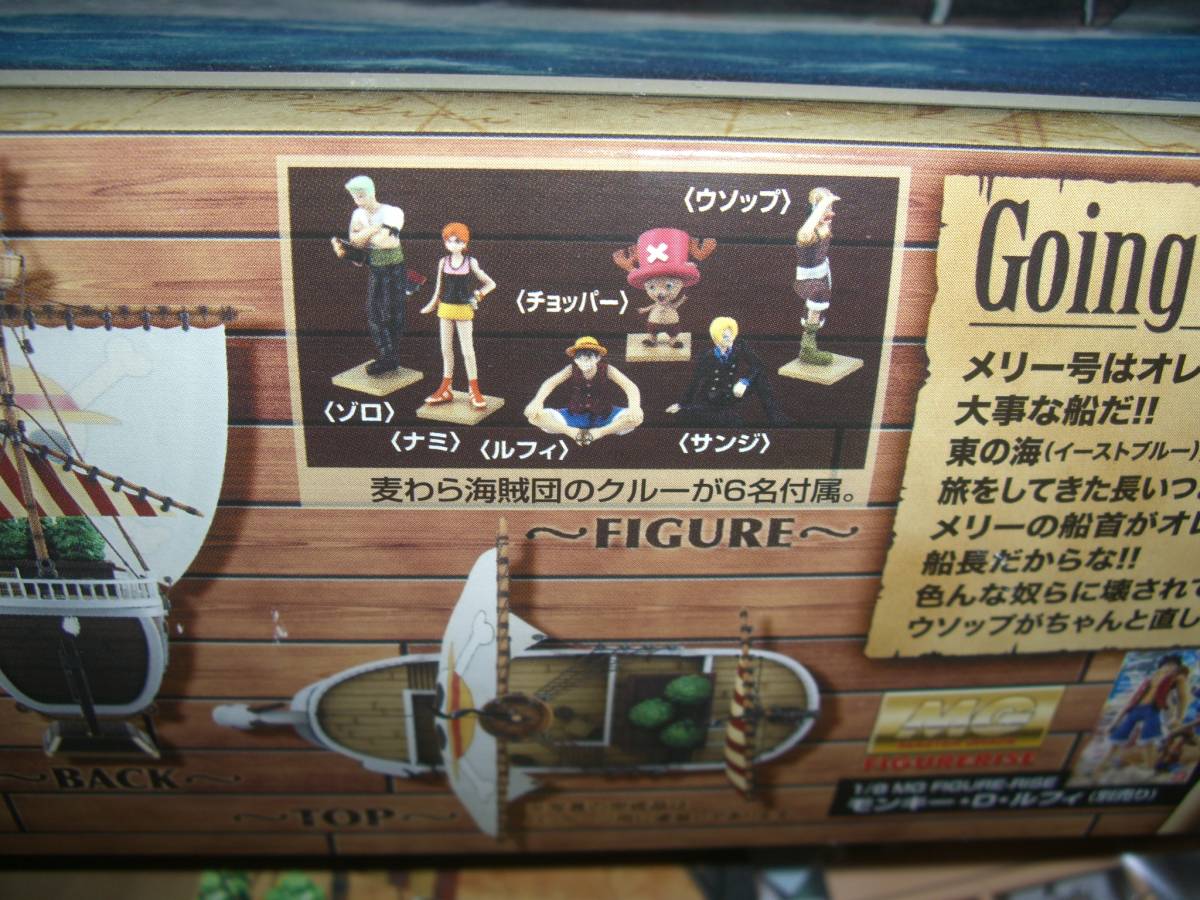 〈ウソップ〉
〈チョッパー〉
〈ゾロ〉
〈ナミ〉
〈ルフィ〉
〈サンジ〉
麦わら海賊団のクルーが6名付属。
～FIGURE～
Going
メリー号はオレ
大事な船だ!!
東の海(イーストブルー)
旅をしてきた長いつ
メリーの船首がオレ
船長だからな!!
色んな奴らに壊されて
ウソップがちゃんと直し
～BACK～
～TOP～
MG
FIGURERISE
1/8 MG FIGURE-RISE
モンキー・D・ルフィ(別売り)